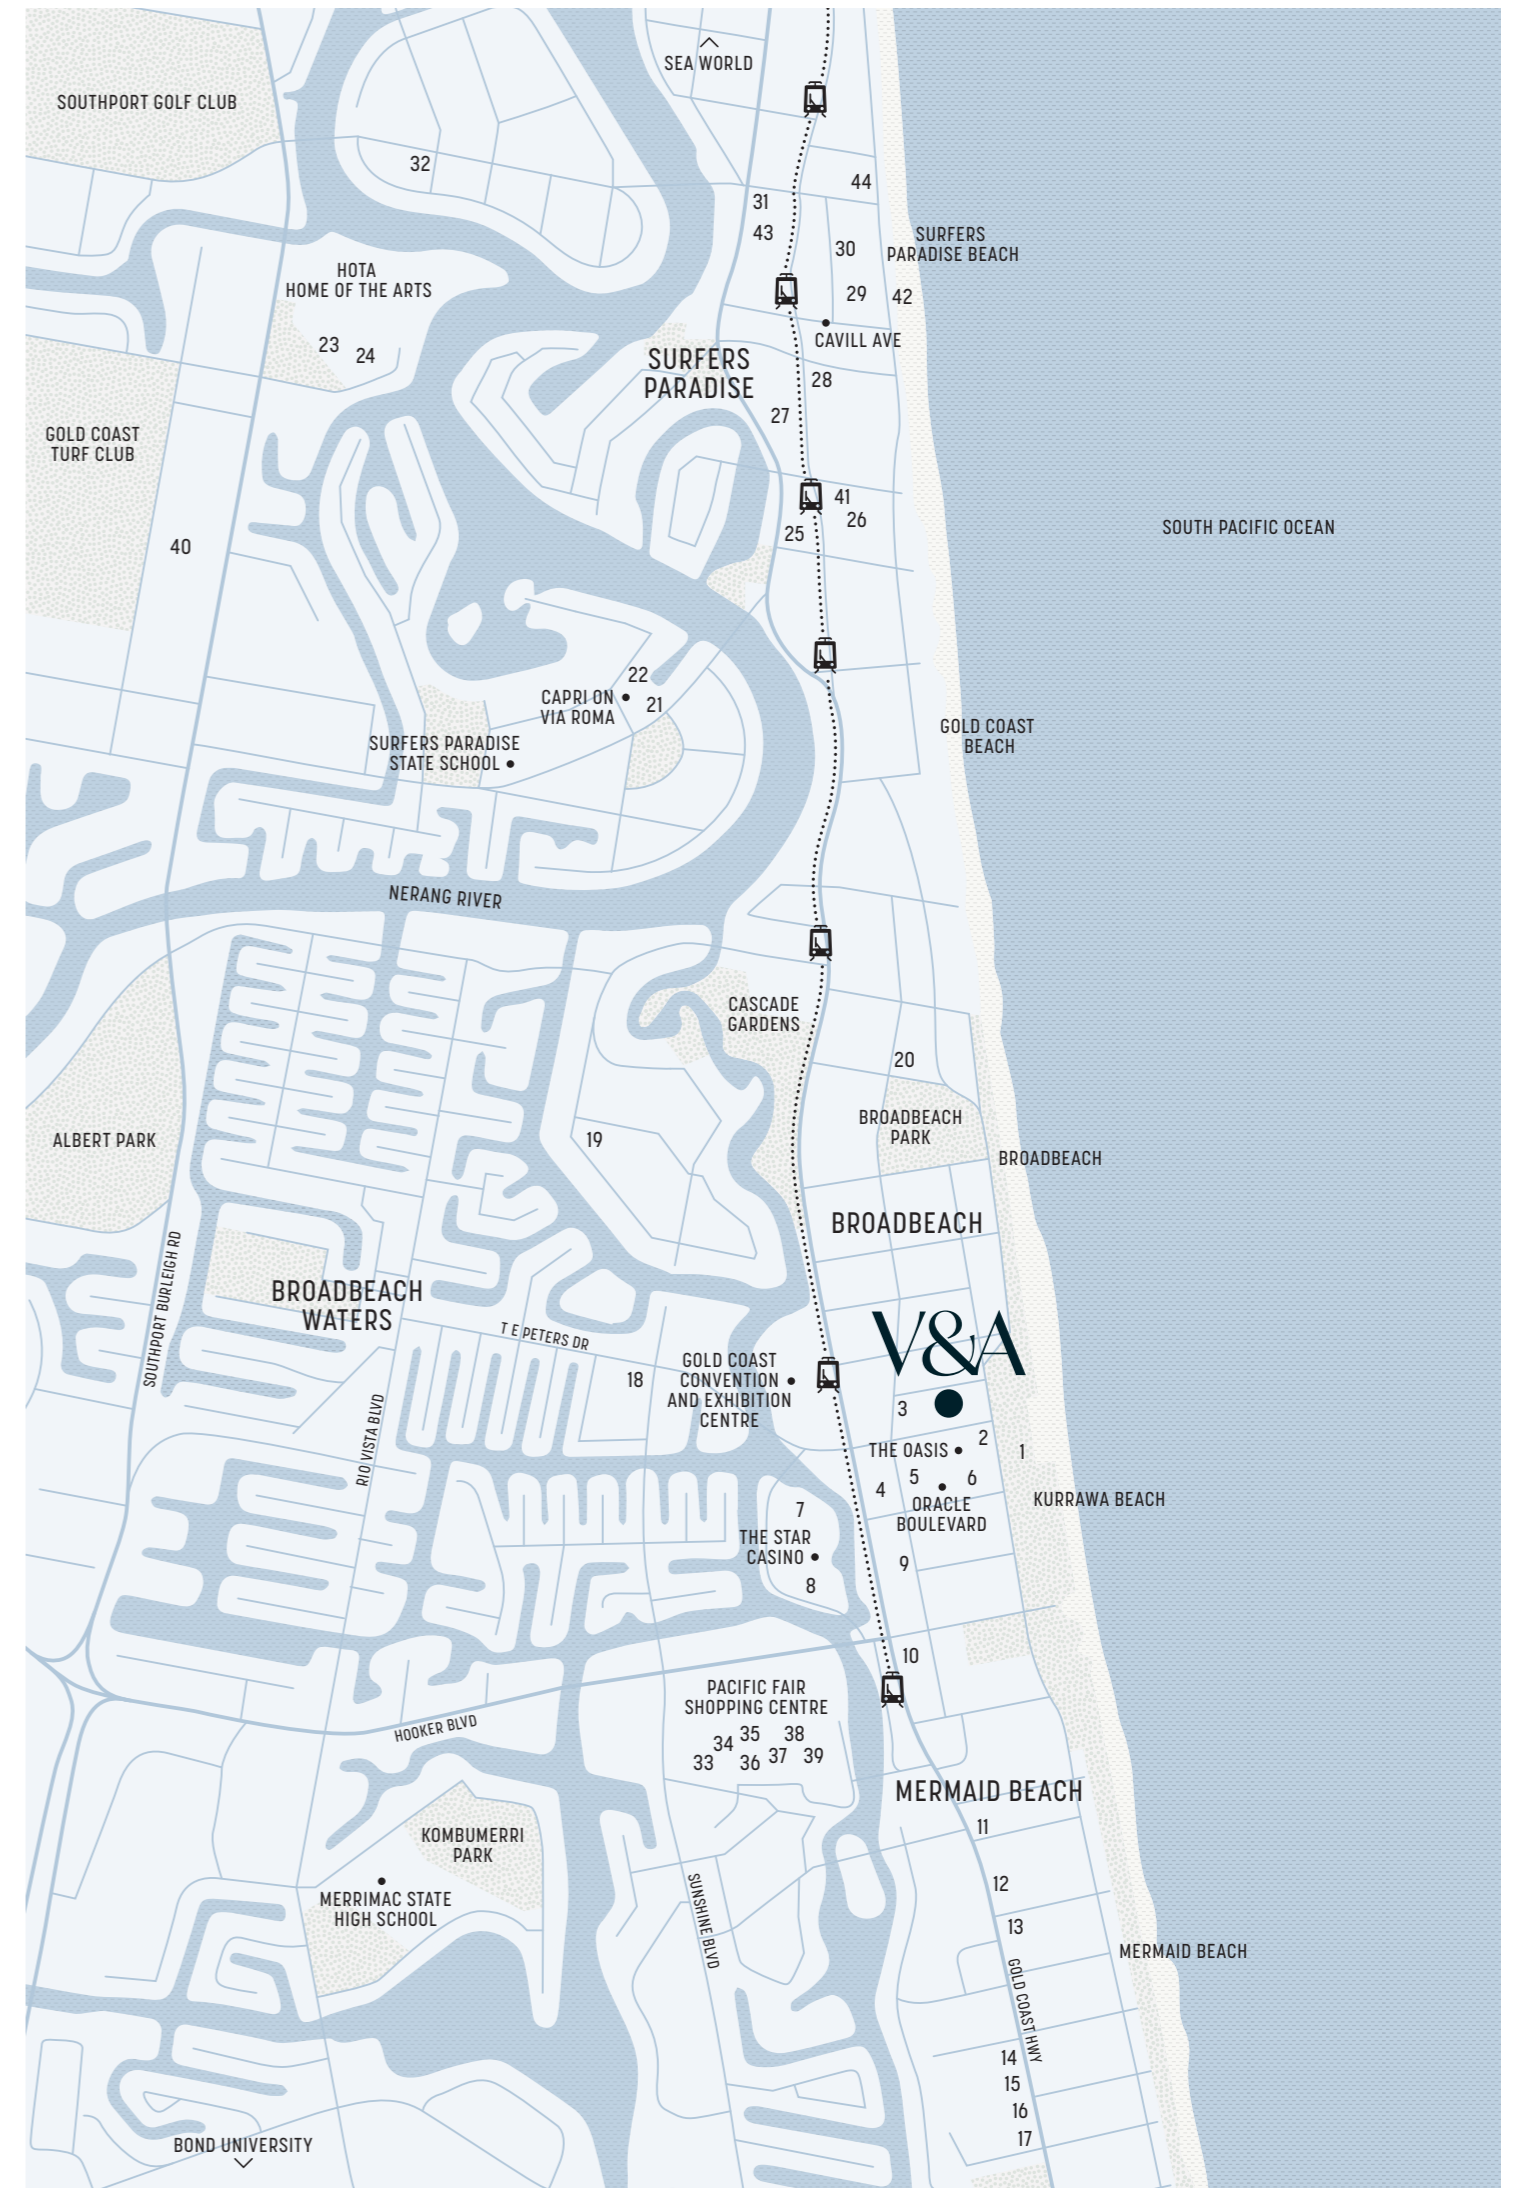 SEA WORLD
SOUTHPORT GOLF CLUB
32
44
31
43
30
SURFERS
PARADISE BEACH
HOTA
HOME OF THE ARTS
29
42
CAVILL AVE
23
24
SURFERS
PARADISE
28
27
GOLD COAST
TURF CLUB
41
26
25
SOUTH PACIFIC OCEAN
40
22
CAPRI ON
VIA ROMA
21
GOLD COAST
BEACH
SURFERS PARADISE
STATE SCHOOL
NERANG RIVER
CASCADE
GARDENS
20
BROADBEACH
PARK
ALBERT PARK
19
BROADBEACH
BROADBEACH
SOUTHPORT BURLEIGH RD
BROADBEACH
WATERS
T E PETERS DR
V&A
18
GOLD COAST
CONVENTION
AND EXHIBITION
CENTRE
RIO VISTA BLVD
3
2
1
THE OASIS
5
6
4
ORACLE
BOULEVARD
KURRAWA BEACH
7
THE STAR
CASINO
8
9
10
PACIFIC FAIR
SHOPPING CENTRE
HOOKER BLVD
35
38
34
33
36
37
39
MERMAID BEACH
11
KOMBUMERRI
PARK
12
MERRIMAC STATE
HIGH SCHOOL
SUNSHINE BLVD
13
MERMAID BEACH
GOLD COAST HWY
14
15
16
17
BOND UNIVERSITY